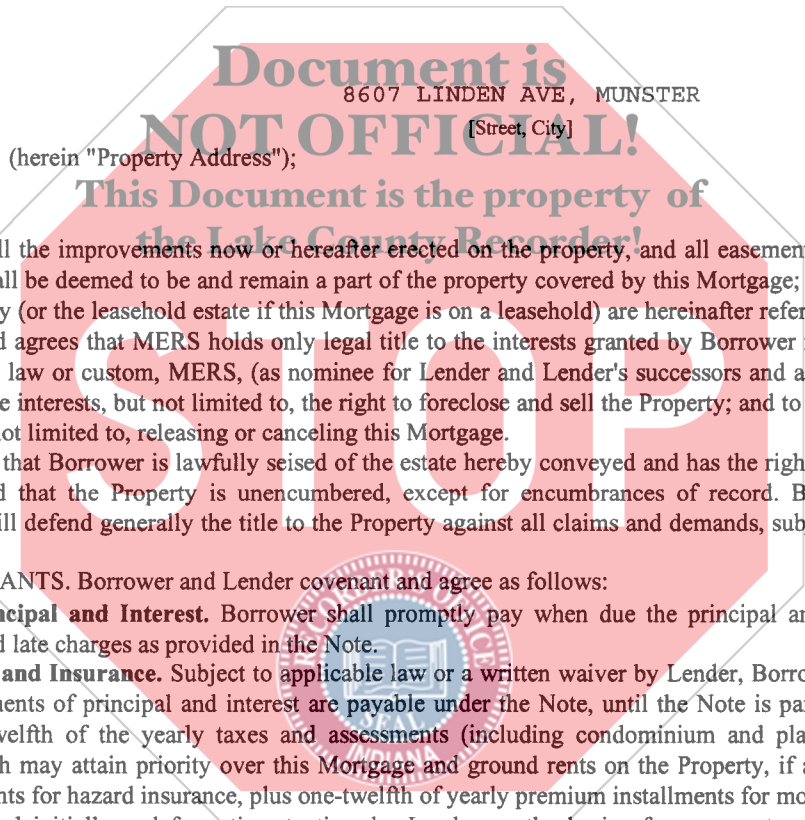 Document is
8607 LINDEN AVE, MUNSTER
NOT OFFICIAL!
[Street, City]
(herein "Property Address");
This Document is the property of
the Lake County Recorder!
ll the improvements now or hereafter erected on the property, and all easemen
all be deemed to be and remain a part of the property covered by this Mortgage;
y (or the leasehold estate if this Mortgage is on a leasehold) are hereinafter refer
d agrees that MERS holds only legal title to the interests granted by Borrower
law or custom, MERS, (as nominee for Lender and Lender's successors and a
e interests, but not limited to, the right to foreclose and sell the Property; and to
ot limited to, releasing or canceling this Mortgage.
STOP
that Borrower is lawfully seised of the estate hereby conveyed and has the righ
d that the Property is unencumbered, except for encumbrances of record. B
ill defend generally the title to the Property against all claims and demands, sub
ANTS. Borrower and Lender covenant and agree as follows:
ncipal and Interest. Borrower shall promptly pay when due the principal an
d late charges as provided in the Note.
and Insurance. Subject to applicable law or a written waiver by Lender, Borro
ents of principal and interest are payable under the Note, until the Note is pai
welfth of the yearly taxes and assessments (including condominium and pla
h may attain priority over this Mortgage and ground rents on the Property, if a
nts for hazard insurance, plus one-twelfth of yearly premium installments for mo
RECORDER'S OFFICE
SEAL
INDIANA